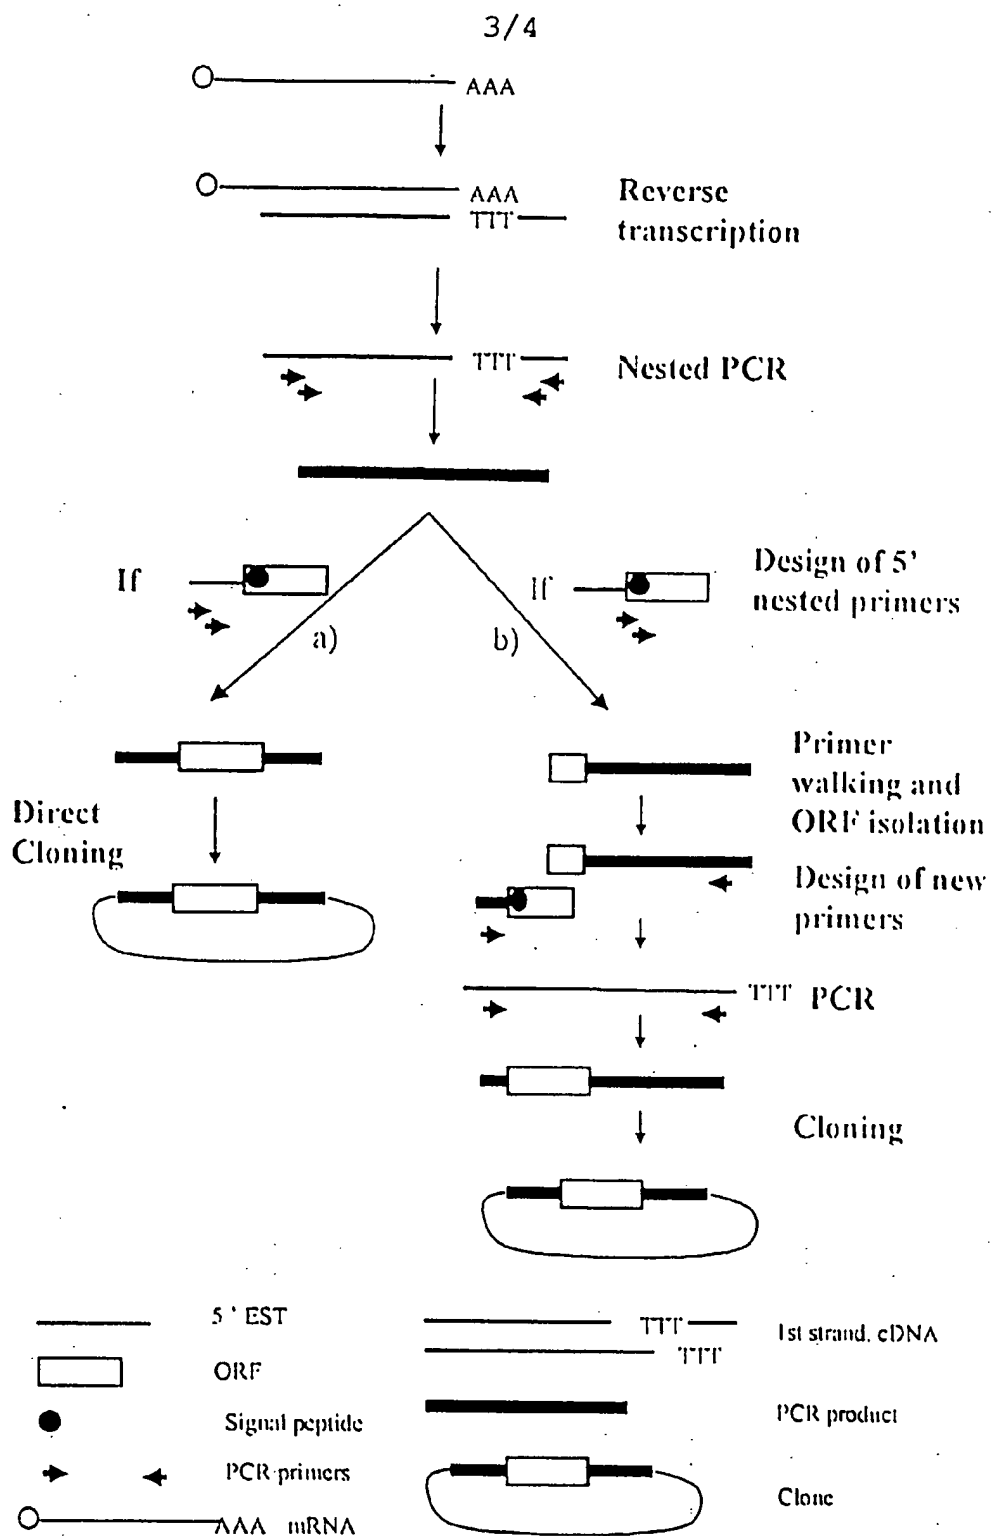 3/4
AAA
AAA
TTT
Reverse
transcription
TTT
Nested PCR
If
If
Design of 5'
nested primers
a)
b)
Direct
Cloning
Primer
walking and
ORF isolation
Design of new
primers
TTT PCR
Cloning
5 ' EST
ORF
Signal peptide
PCR primers
AAA mRNA
TTT
TTT
1st strand. cDNA
PCR product
Clone